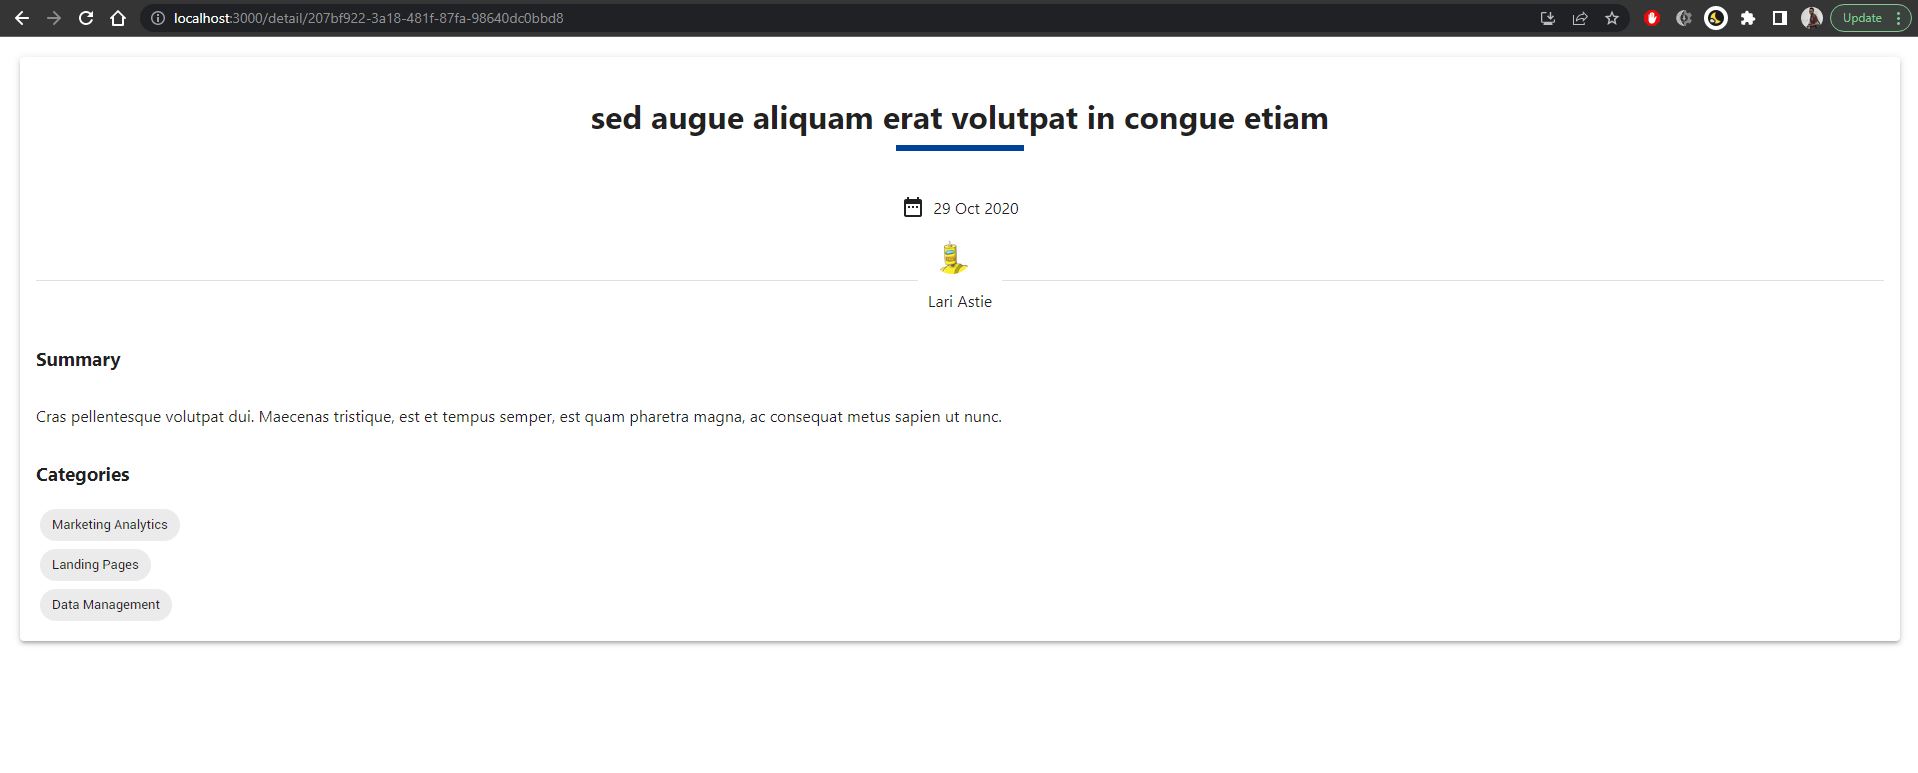 localhost:3000/detail/207bf922-3a18-481f-87fa-98640dc0bbd8
Update
sed augue aliquam erat volutpat in congue etiam
29 Oct 2020
Lari Astie
Summary
Cras pellentesque volutpat dui. Maecenas tristique, est et tempus semper, est quam pharetra magna, ac consequat metus sapien ut nunc.
Categories
Marketing Analytics
Landing Pages
Data Management